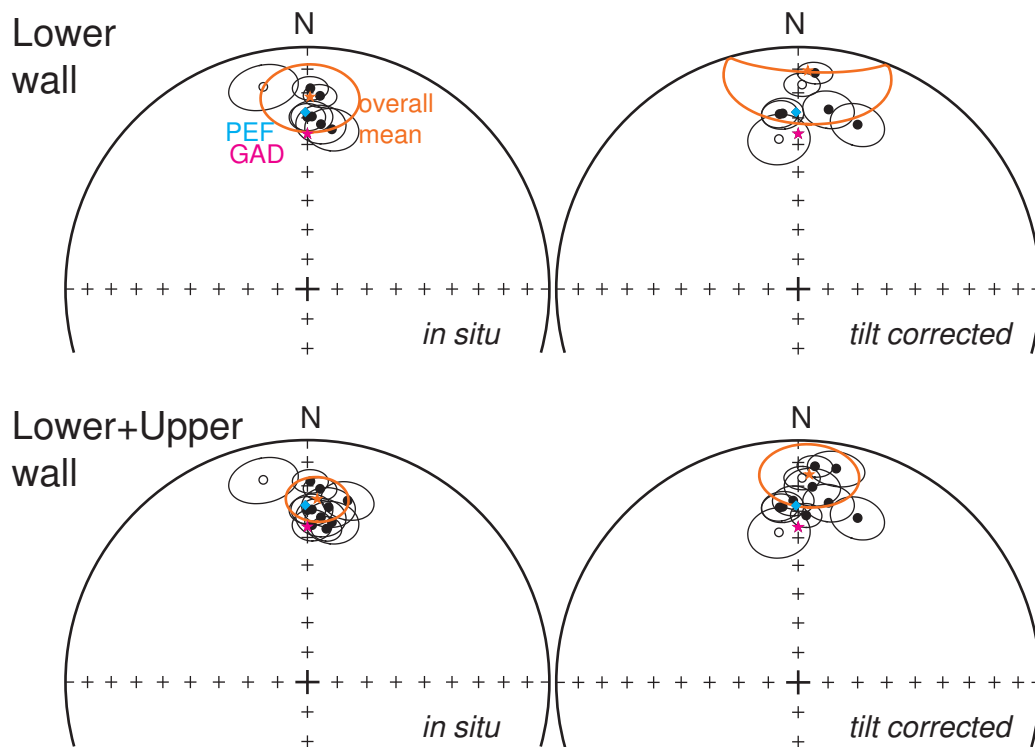 Lower
wall
N
overall
mean
PEF
GAD
in situ
N
tilt corrected
Lower+Upper
wall
N
in situ
N
tilt corrected